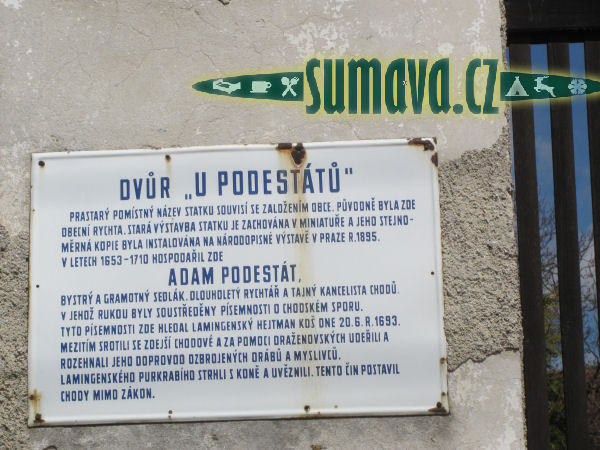 šumava.cz
DVŮR „U PODESTÁTŮ"
PRASTARÝ POMÍSTNÝ NÁZEV STATKU SOUVISÍ SE ZALOŽENÍM OBCE. PŮVODNĚ BYLA ZDE
OBECNÍ RYCHTA. STARÁ VÝSTAVBA STATKU JE ZACHOVÁNA V MINIATUŘE A JEHO STEJNO-
MĚRNÁ KOPIE BYLA INSTALOVÁNA NA NÁRODOPISNÉ VÝSTAVĚ V PRAZE R.1895.
V LETECH 1653-1710 HOSPODAŘIL ZDE
ADAM PODESTÁT,
BYSTRÝ A GRAMOTNÝ SEDLÁK, DLOUHOLETÝ RYCHTÁŘ A TAJNÝ KANCELISTA CHODŮ.
V JEHOŽ RUKOU BYLY SOUSTŘEDĚNY PÍSEMNOSTI O CHODSKÉM SPORU.
TYTO PÍSEMNOSTI ZDE HLEDAL LAMINGENSKÝ HEJTMAN KOŠ DNE 20.6.R.1693.
MEZITÍM SROTILI SE ZDEJŠÍ CHODOVÉ A ZA POMOCI DRAŽENOVSKÝCH UDEŘILI A
ROZEHNALI JEHO DOPROVOD OZBROJENÝCH DRÁBŮ A MYSLIVCŮ.
LAMINGENSKÉHO PURKRABÍHO STRHLI S KONĚ A UVĚZNILI. TENTO ČIN POSTAVIL
CHODY MIMO ZÁKON.